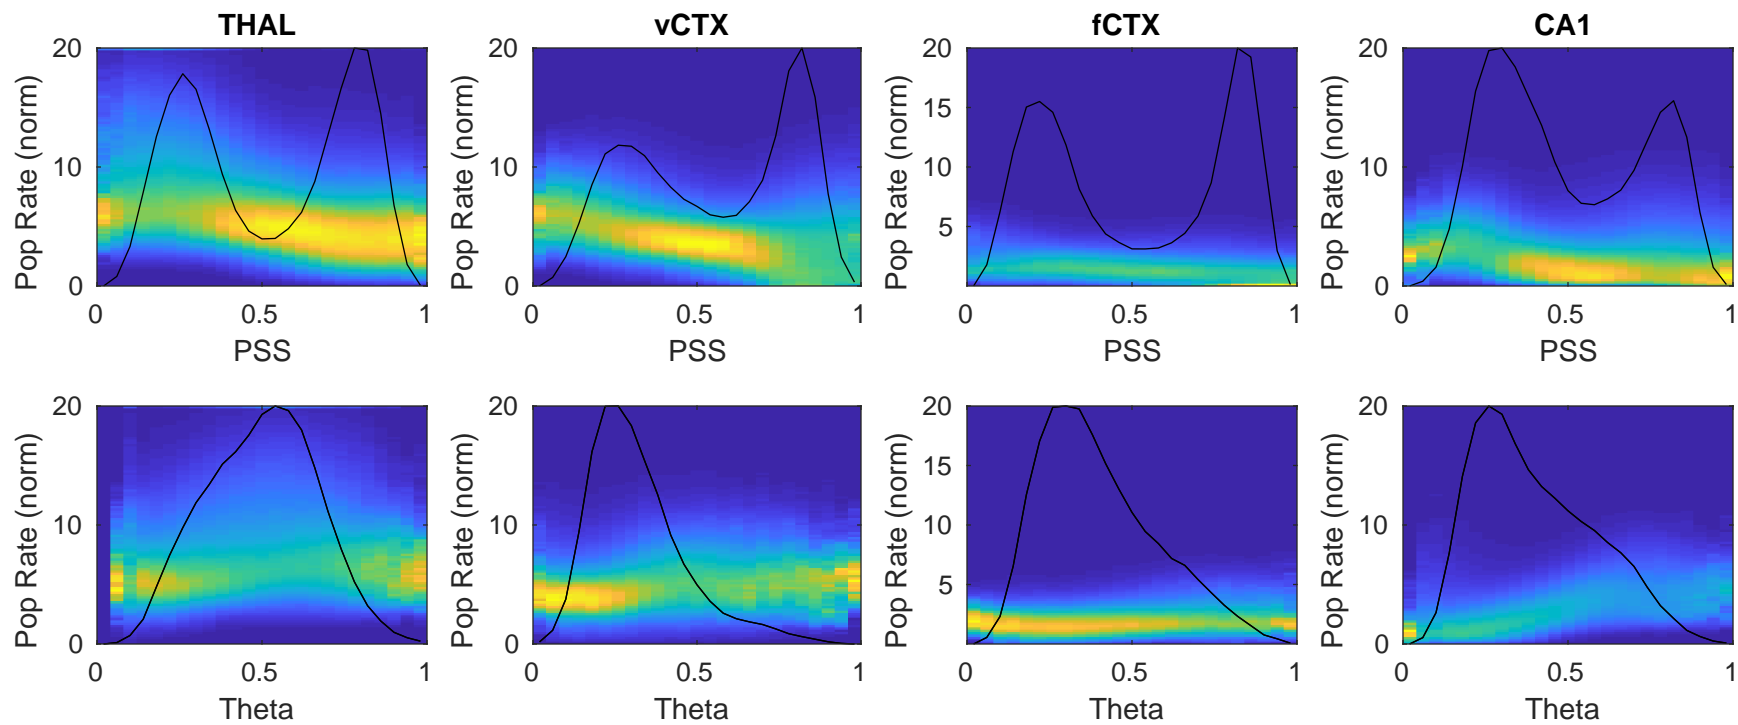 THAL vCTX fCTX CA1
Pop Rate (norm) 20 10 0 0 0.5 1 PSS
Pop Rate (norm) 20 10 0 0 0.5 1 PSS
Pop Rate (norm) 20 15 10 5 0 0.5 1 PSS
Pop Rate (norm) 20 10 0 0 0.5 1 PSS
Pop Rate (norm) 20 10 0 0 0.5 1 Theta
Pop Rate (norm) 20 10 0 0 0.5 1 Theta
Pop Rate (norm) 20 15 10 5 0 0.5 1 Theta
Pop Rate (norm) 20 10 0 0 0.5 1 Theta